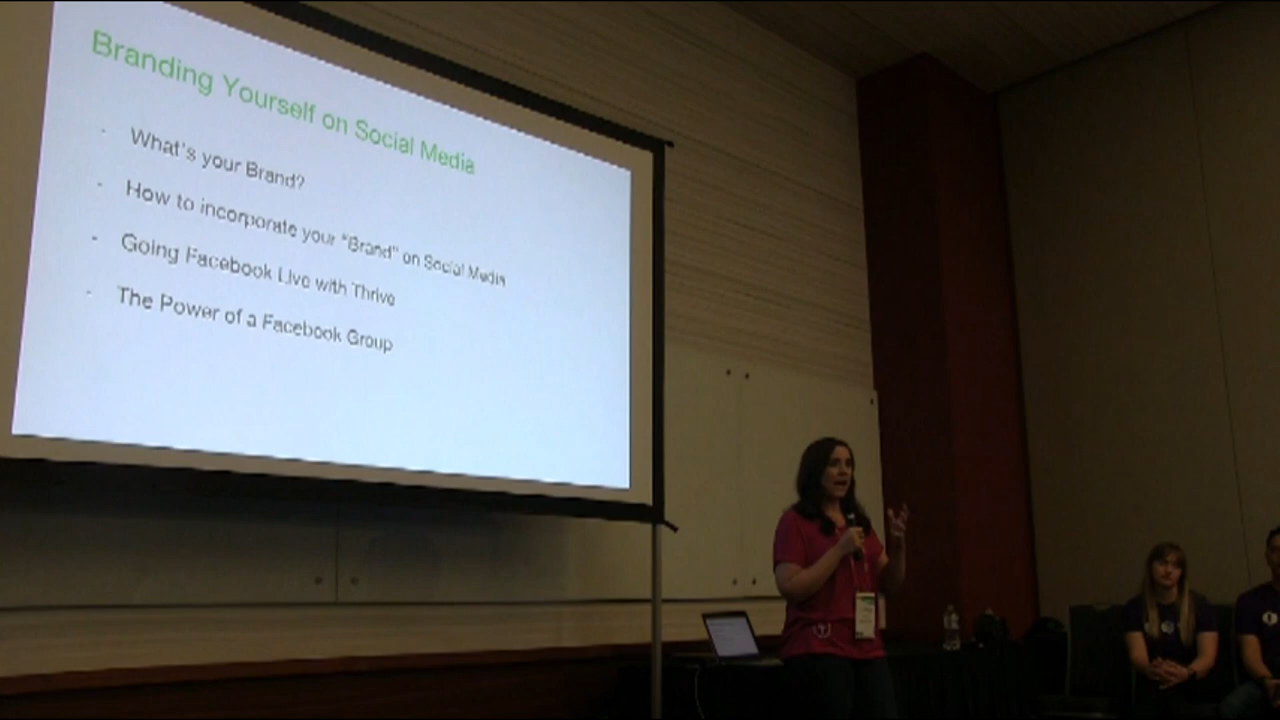 Branding Yourself on Social Media
- What's your Brand?
- How to incorporate your “Brand” on Social Media
- Going Facebook Live with Thrive
- The Power of a Facebook Group